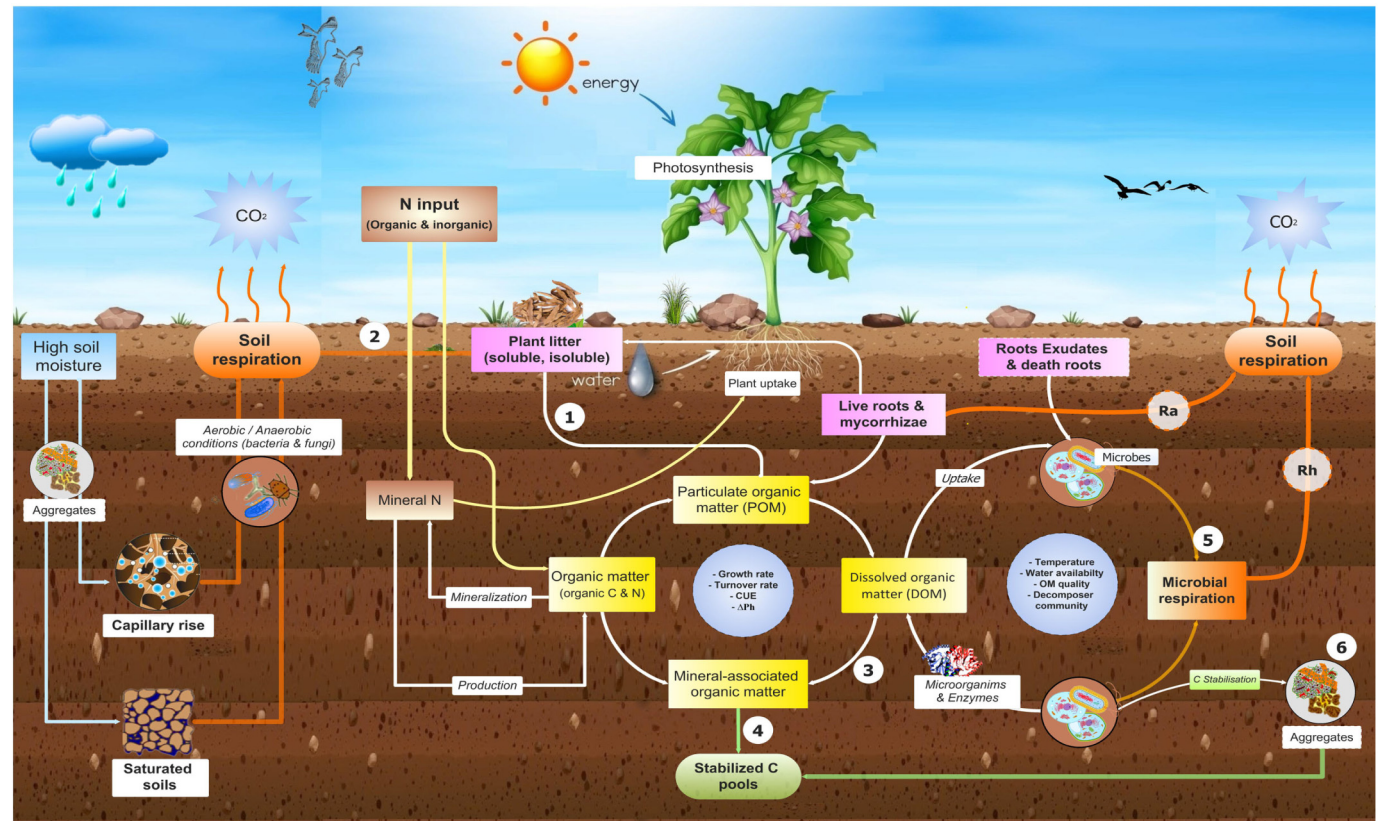 energy
Photosynthesis
CO2
N input
(Organic & inorganic)
CO2
High soil
moisture
Soil
respiration
2
Plant litter
(soluble, isoluble)
water
Plant uptake
Roots Exudates
& death roots
Soil
respiration
1
Live roots &
mycorrhizae
Ra
Aerobic / Anaerobic
conditions (bacteria & fungi)
Microbes
Rh
Uptake
Aggregates
Mineral N
Particulate organic
matter (POM)
5
Mineralization
Organic matter
(organic C & N)
- Growth rate
- Turnover rate
- CUE
- ΔPh
Dissolved organic
matter (DOM)
- Temperature
- Water availabilty
- OM quality
- Decomposer
community
Microbial
respiration
Capillary rise
Production
Mineral-associated
organic matter
3
Microorganims
& Enzymes
C Stabilisation
6
Aggregates
4
Saturated
soils
Stabilized C
pools